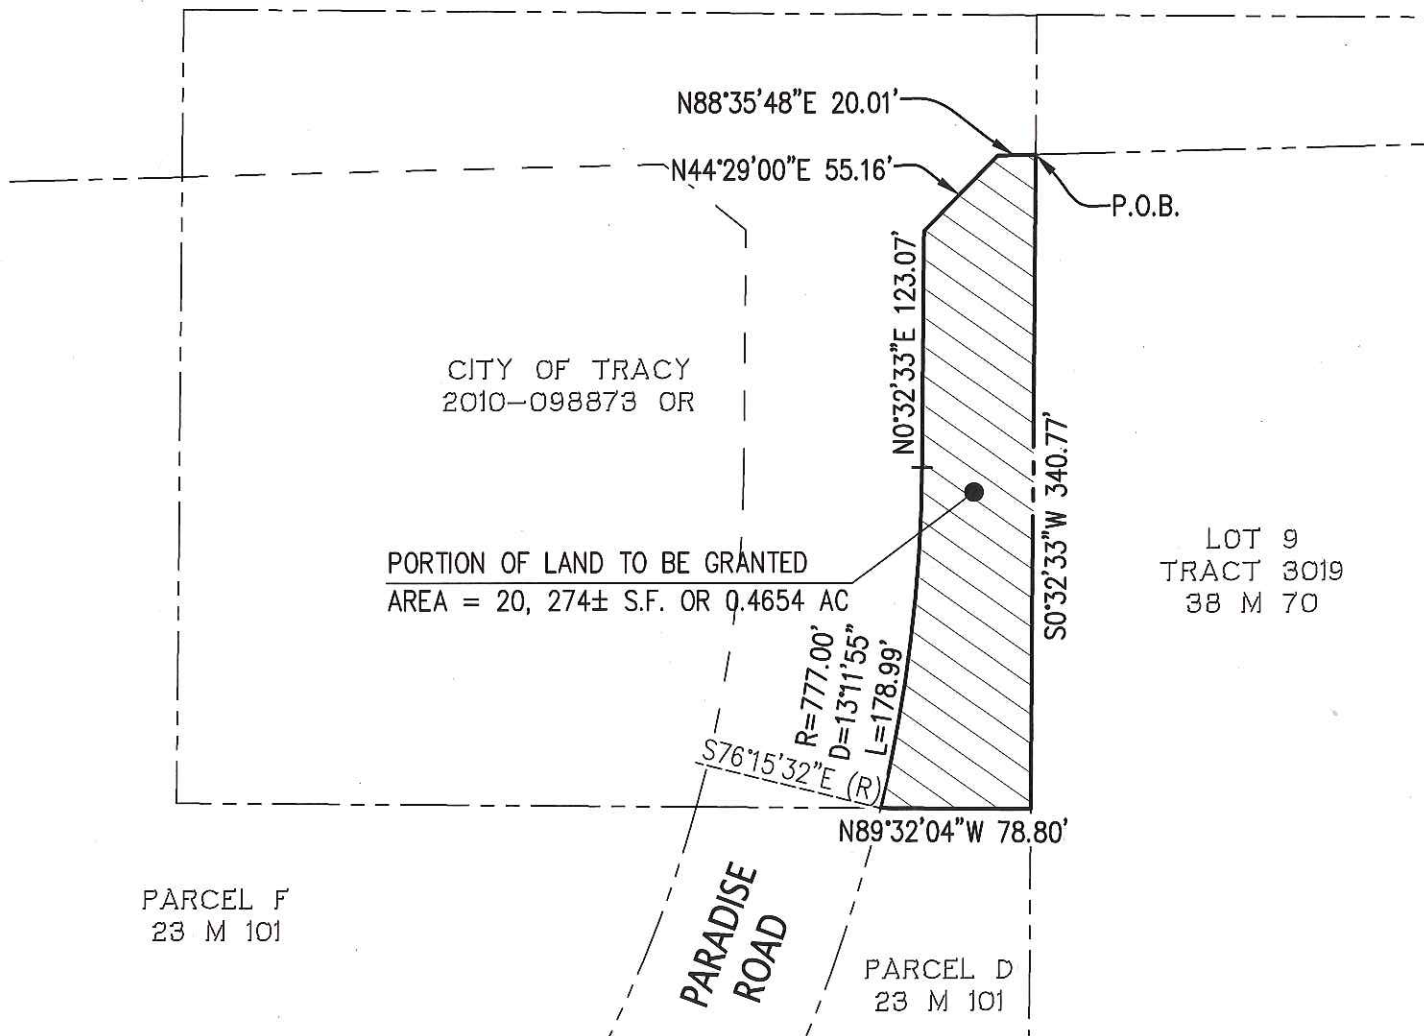 N88°35'48"E 20.01'
N44°29'00"E 55.16'
P.O.B.
N0°32'33"E 123.07'
CITY OF TRACY
2010-098873 OR
S0°32'33"W 340.77'
LOT 9
TRACT 3019
38 M 70
PORTION OF LAND TO BE GRANTED
AREA = 20, 274± S.F. OR 0.4654 AC
R=777.00'
D=13°11'55"
L=178.99'
S76°15'32"E (R)
N89°32'04"W 78.80'
PARCEL F
23 M 101
PARADISE
ROAD
PARCEL D
23 M 101